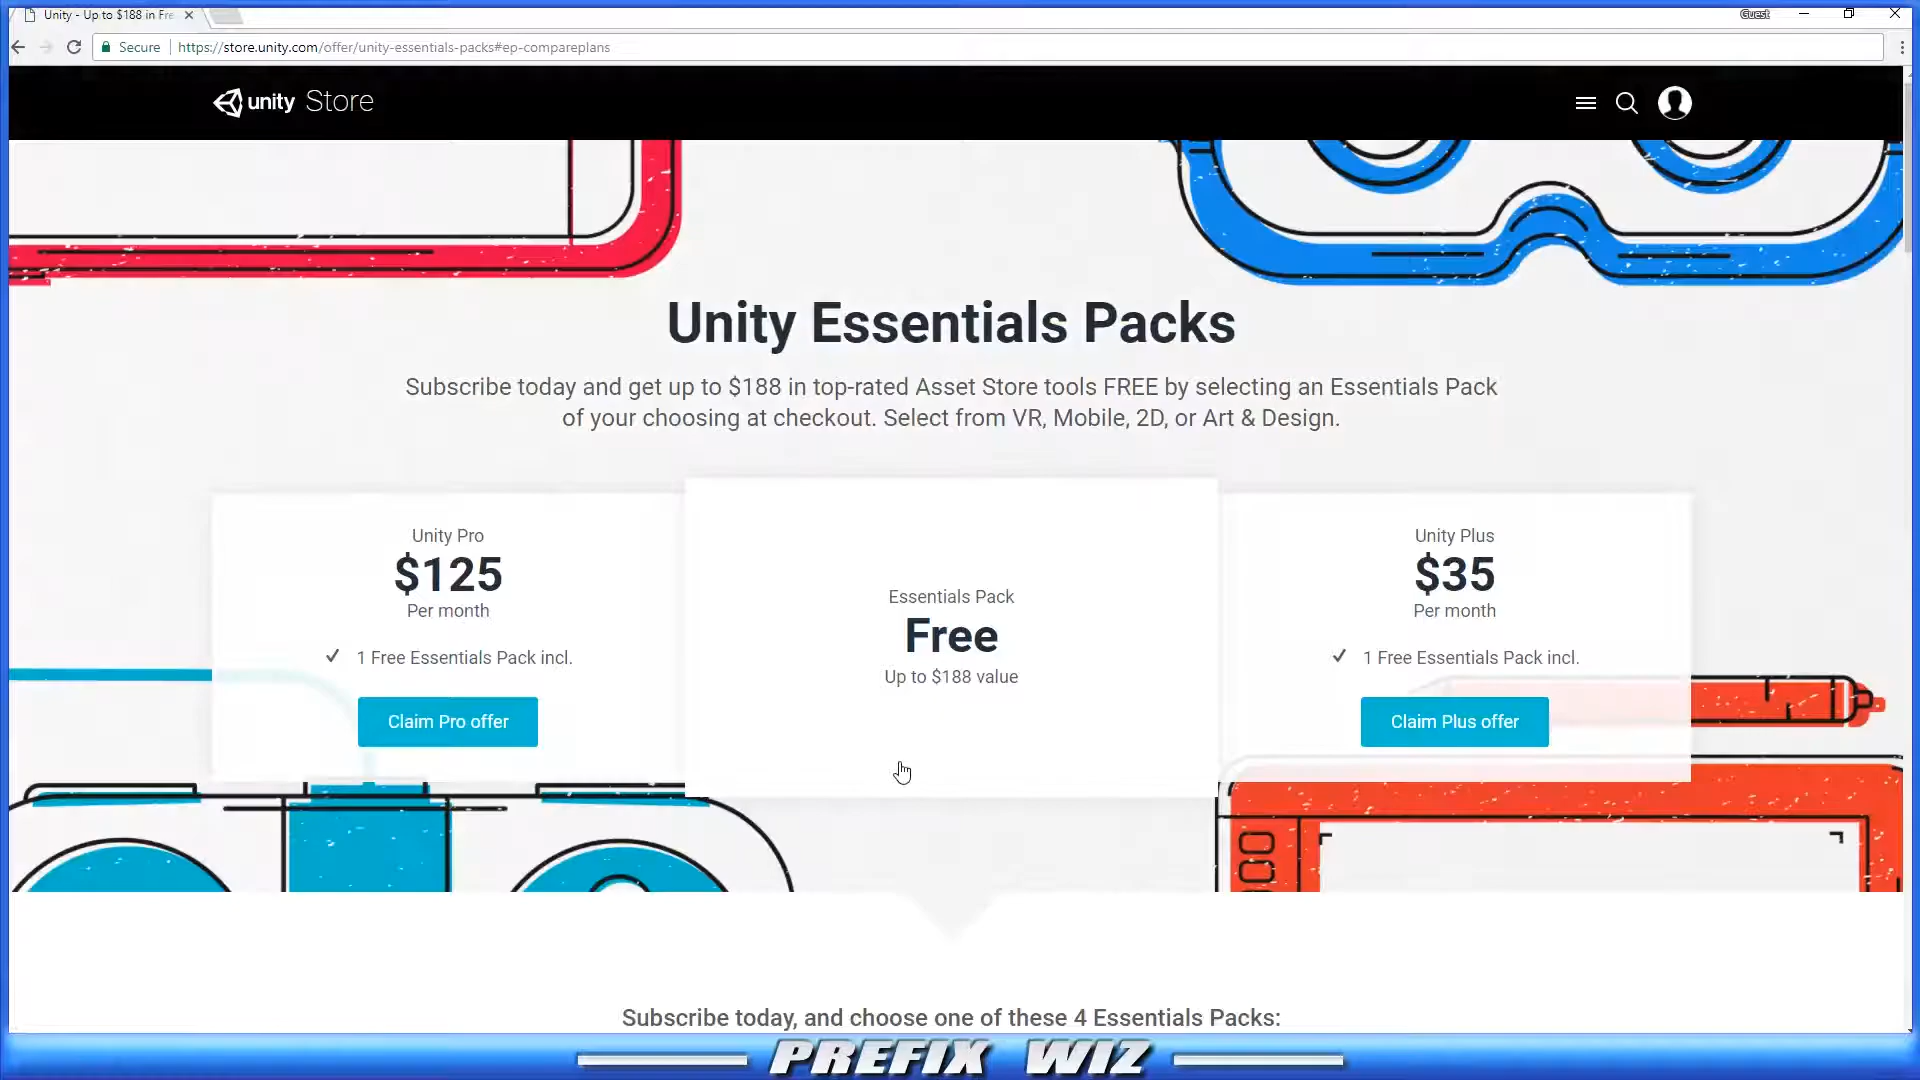 Unity - Up to $188 in Fre
Guest
Secure https://store.unity.com/offer/unity-essentials-packs#ep-compareplans
unity Store
Unity Essentials Packs
Subscribe today and get up to $188 in top-rated Asset Store tools FREE by selecting an Essentials Pack
of your choosing at checkout. Select from VR, Mobile, 2D, or Art & Design.
Unity Pro
$125
Per month
1 Free Essentials Pack incl.
Claim Pro offer
Essentials Pack
Free
Up to $188 value
Unity Plus
$35
Per month
1 Free Essentials Pack incl.
Claim Plus offer
Subscribe today, and choose one of these 4 Essentials Packs:
PREFIX WIZ